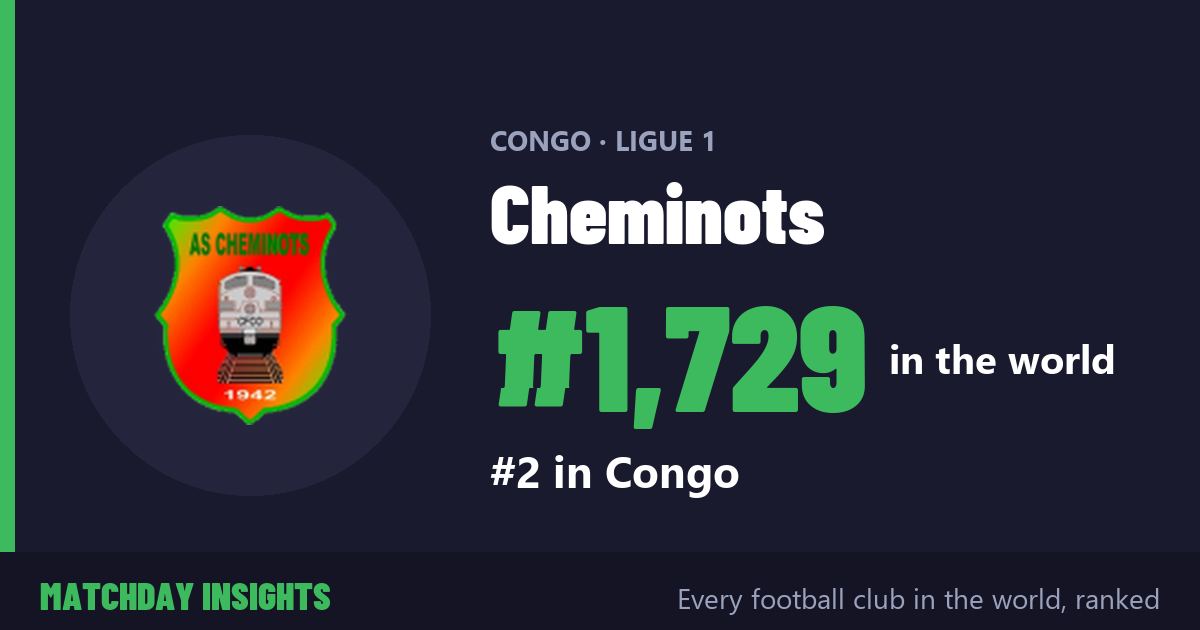 CONGO · LIGUE 1
Cheminots
AS CHEMINOTS
CFCO
1942
#1,729 in the world
#2 in Congo
MATCHDAY INSIGHTS
Every football club in the world, ranked